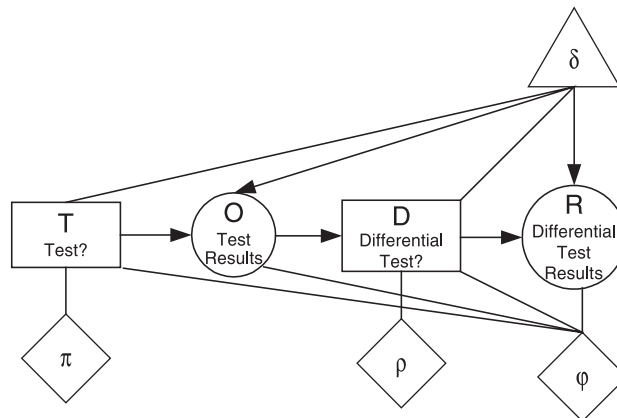 δ
T
Test?
O
Test
Results
D
Differential
Test?
R
Differential
Test
Results
π
ρ
φ